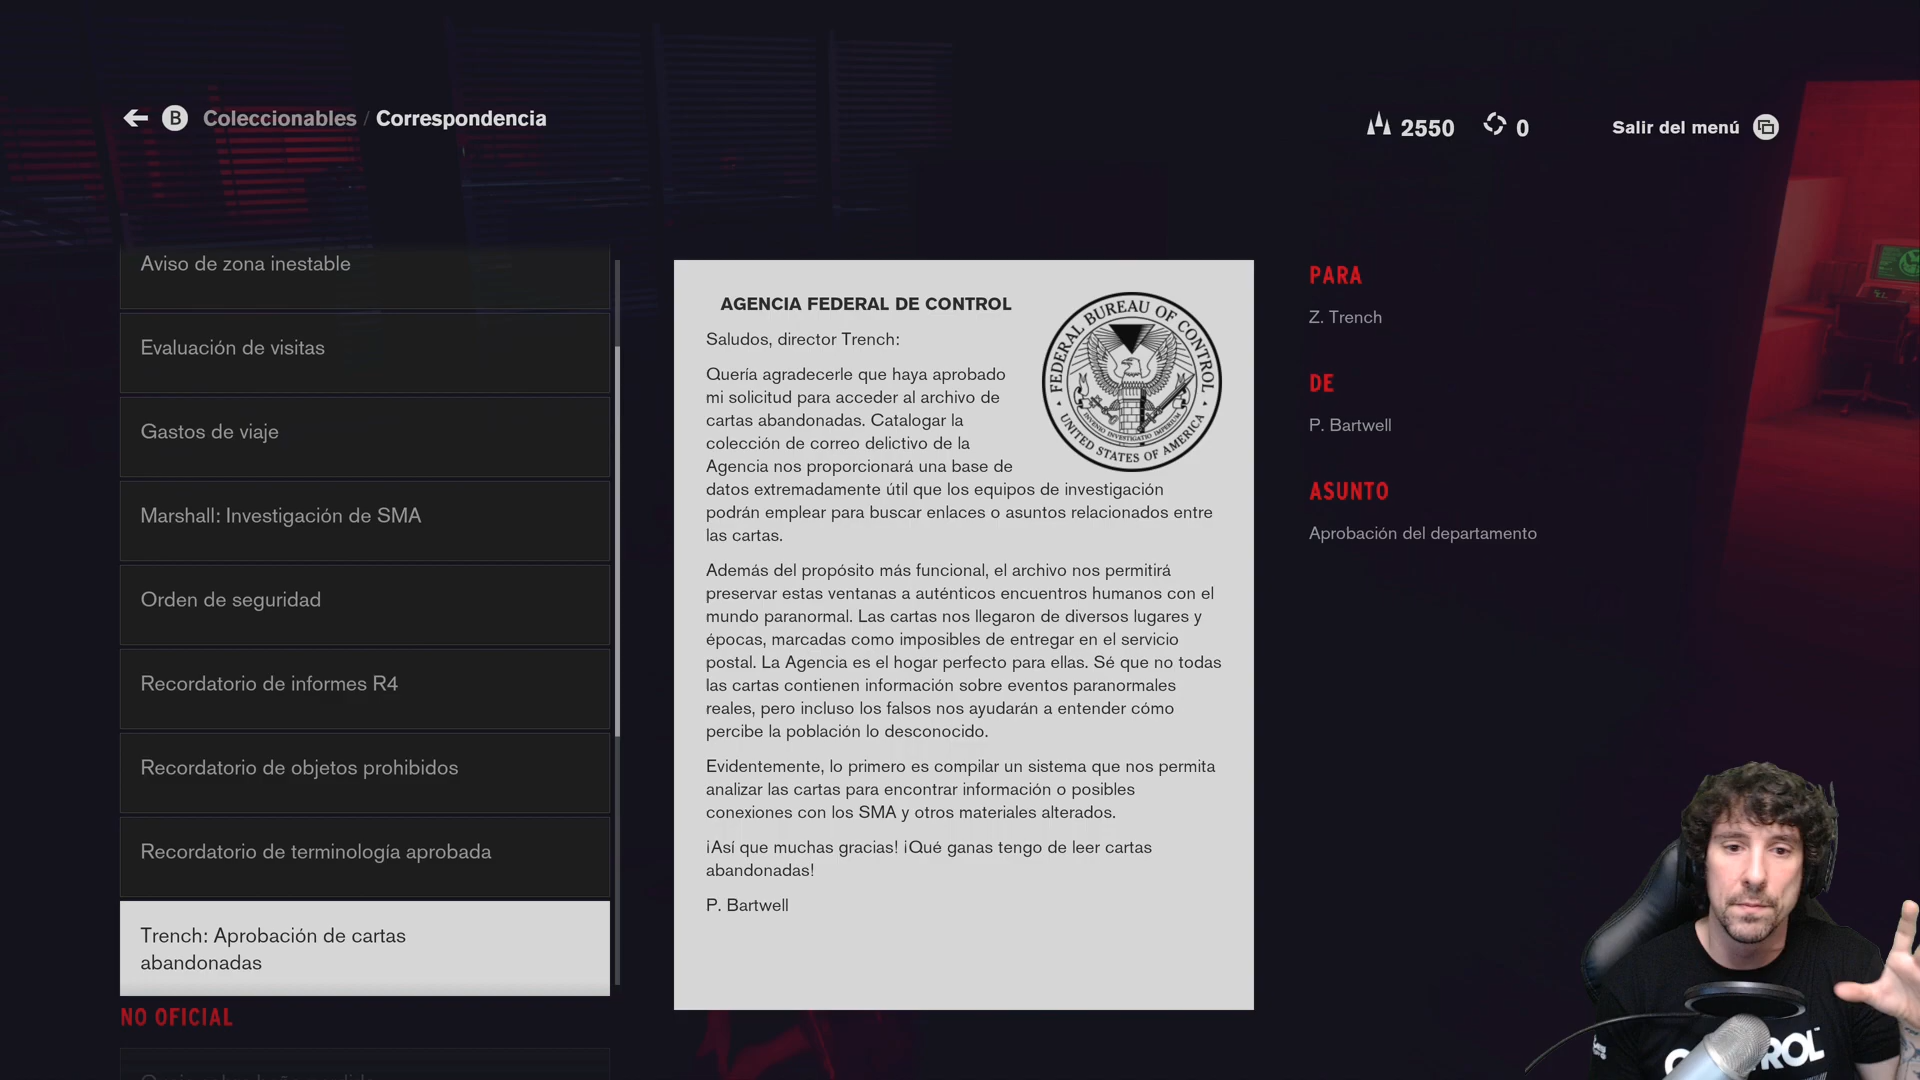 B Coleccionables / Correspondencia
2550 0 Salir del menú
Aviso de zona inestable
Evaluación de visitas
Gastos de viaje
Marshall: Investigación de SMA
Orden de seguridad
Recordatorio de informes R4
Recordatorio de objetos prohibidos
Recordatorio de terminología aprobada
Trench: Aprobación de cartas
abandonadas
NO OFICIAL
AGENCIA FEDERAL DE CONTROL
FEDERAL BUREAU OF CONTROL
INVENIO INVESTIGATIO IMPERIUM
UNITED STATES OF AMERICA
Saludos, director Trench:
Quería agradecerle que haya aprobado
mi solicitud para acceder al archivo de
cartas abandonadas. Catalogar la
colección de correo delictivo de la
Agencia nos proporcionará una base de
datos extremadamente útil que los equipos de investigación
podrán emplear para buscar enlaces o asuntos relacionados entre
las cartas.
Además del propósito más funcional, el archivo nos permitirá
preservar estas ventanas a auténticos encuentros humanos con el
mundo paranormal. Las cartas nos llegaron de diversos lugares y
épocas, marcadas como imposibles de entregar en el servicio
postal. La Agencia es el hogar perfecto para ellas. Sé que no todas
las cartas contienen información sobre eventos paranormales
reales, pero incluso los falsos nos ayudarán a entender cómo
percibe la población lo desconocido.
Evidentemente, lo primero es compilar un sistema que nos permita
analizar las cartas para encontrar información o posibles
conexiones con los SMA y otros materiales alterados.
¡Así que muchas gracias! ¡Qué ganas tengo de leer cartas
abandonadas!
P. Bartwell
PARA
Z. Trench
DE
P. Bartwell
ASUNTO
Aprobación del departamento